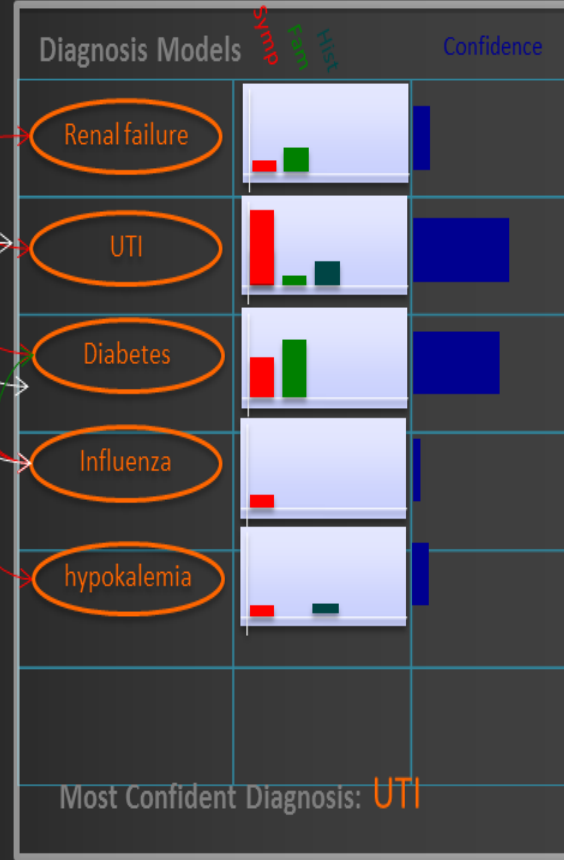 Diagnosis Models
Symp
Fam
Hist
Confidence
Renal failure
UTI
Diabetes
Influenza
hypokalemia
Most Confident Diagnosis: UTI